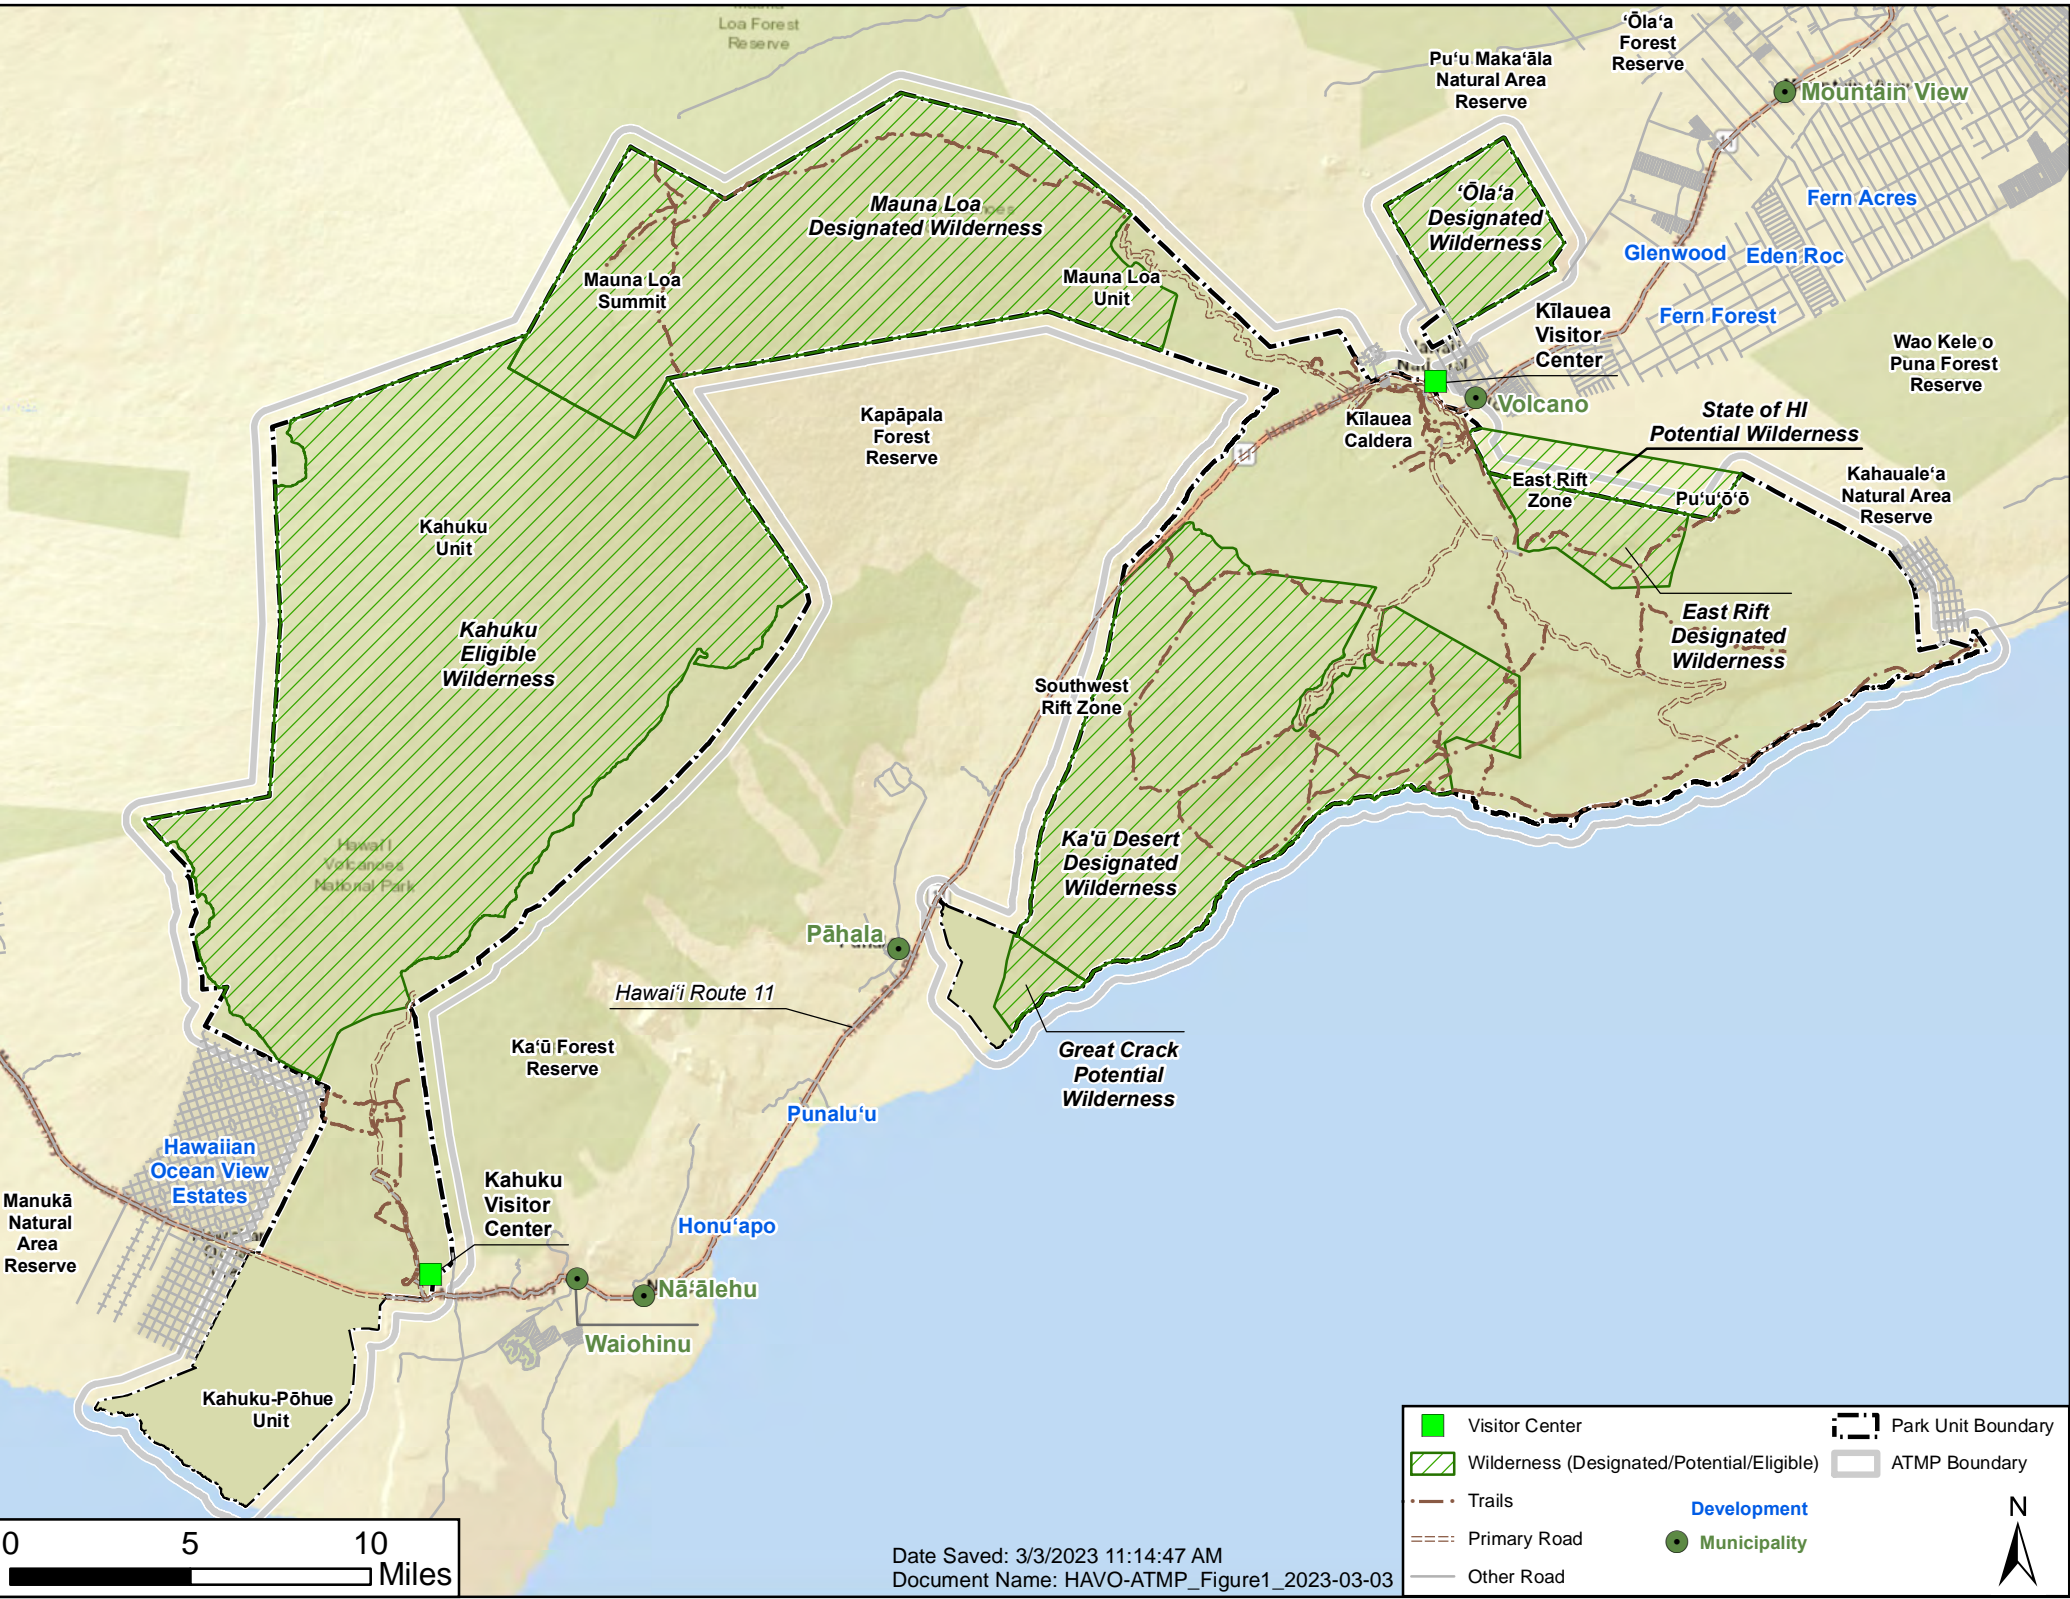 Loa Forest
Reserve
ʻŌlaʻa
Forest
Reserve
Puʻu Makaʻāla
Natural Area
Reserve
Mountain View
Fern Acres
Glenwood
Eden Roc
Fern Forest
ʻŌlaʻa
Designated
Wilderness
Mauna Loa
Designated Wilderness
Mauna Loa
Summit
Mauna Loa
Unit
Kīlauea
Visitor
Center
Wao Kele o
Puna Forest
Reserve
Volcano
Kīlauea
Caldera
State of HI
Potential Wilderness
Kapāpala
Forest
Reserve
11
East Rift
Zone
Puʻuʻōʻō
Kahaualeʻa
Natural Area
Reserve
Kahuku
Unit
Kahuku
Eligible
Wilderness
East Rift
Designated
Wilderness
Southwest
Rift Zone
Ka'ū Desert
Designated
Wilderness
Hawaiʻi
Volcanoes
National Park
Pāhala
Hawaiʻi Route 11
Great Crack
Potential
Wilderness
Kaʻū Forest
Reserve
Punaluʻu
Hawaiian
Ocean View
Estates
Manukā
Natural
Area
Reserve
Kahuku
Visitor
Center
Honuʻapo
Nāʻālehu
Waiohinu
Kahuku-Pōhue
Unit
0 5 10
Miles
Date Saved: 3/3/2023 11:14:47 AM
Document Name: HAVO-ATMP_Figure1_2023-03-03
Visitor Center
Wilderness (Designated/Potential/Eligible)
Trails
Primary Road
Other Road
Park Unit Boundary
ATMP Boundary
Development
Municipality
N